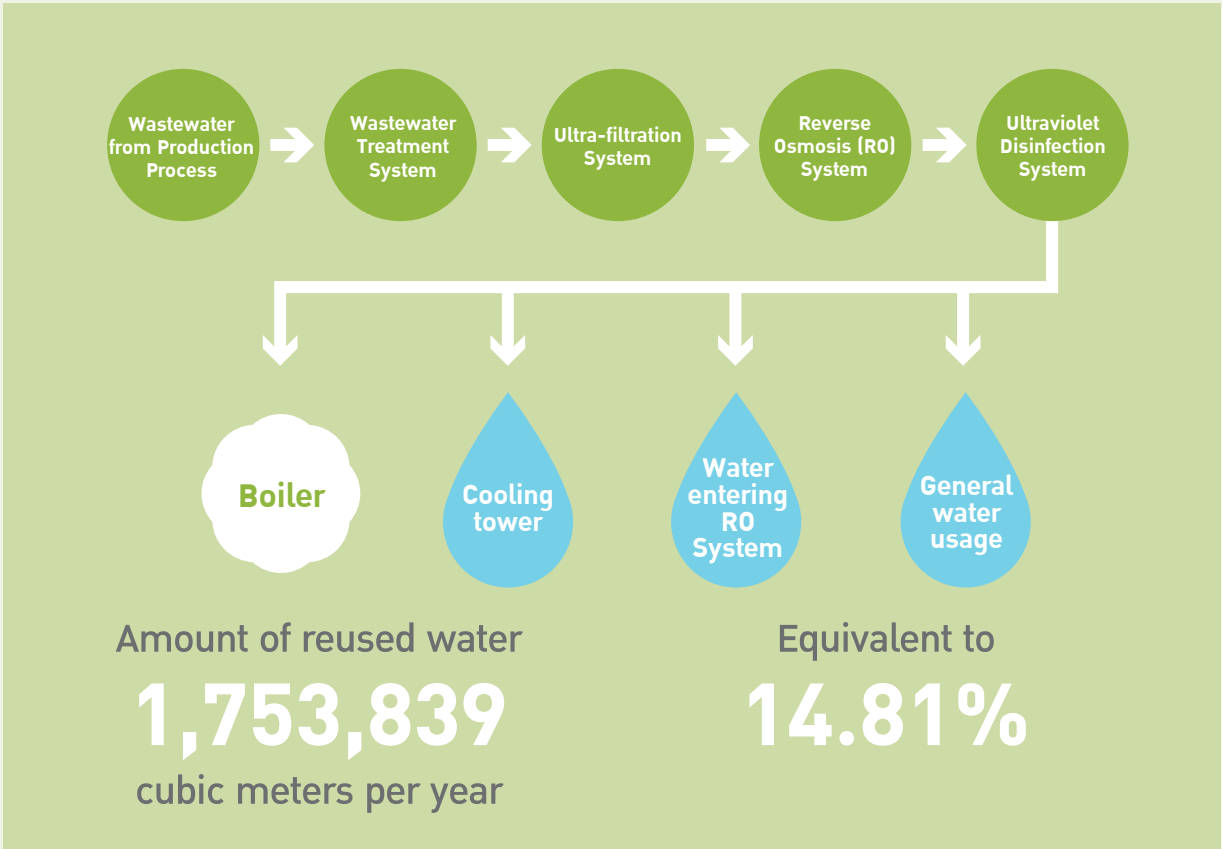 Wastewater
from Production
Process
Wastewater
Treatment
System
Ultra-filtration
System
Reverse
Osmosis (RO)
System
Ultraviolet
Disinfection
System
Boiler
Cooling
tower
Water
entering
RO
System
General
water
usage
Amount of reused water
1,753,839
cubic meters per year
Equivalent to
14.81%